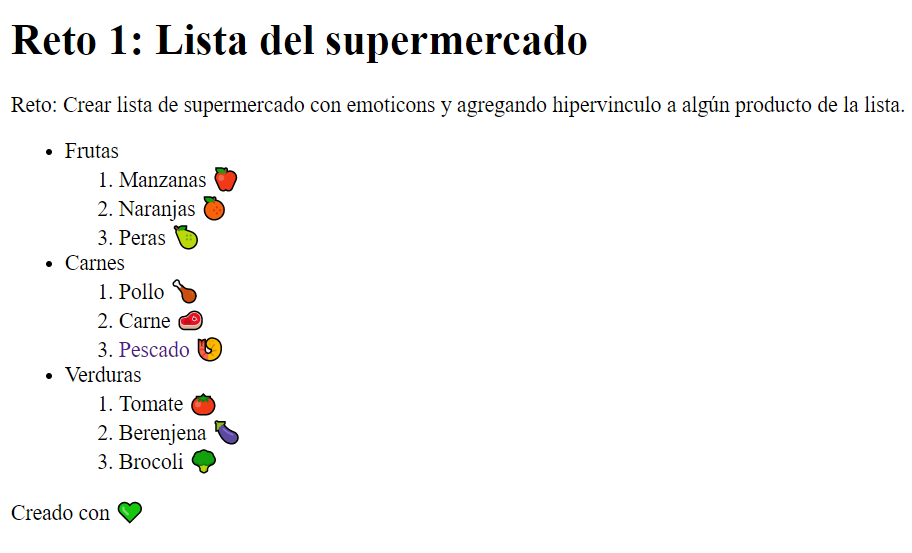 Reto 1: Lista del supermercado
Reto: Crear lista de supermercado con emoticons y agregando hipervinculo a algún producto de la lista.
• Frutas
1. Manzanas 🍎
2. Naranjas 🍊
3. Peras 🍐
• Carnes
1. Pollo 🍗
2. Carne 🥩
3. Pescado 🍤
• Verduras
1. Tomate 🍅
2. Berenjena 🍆
3. Brocoli 🥦
Creado con 💚